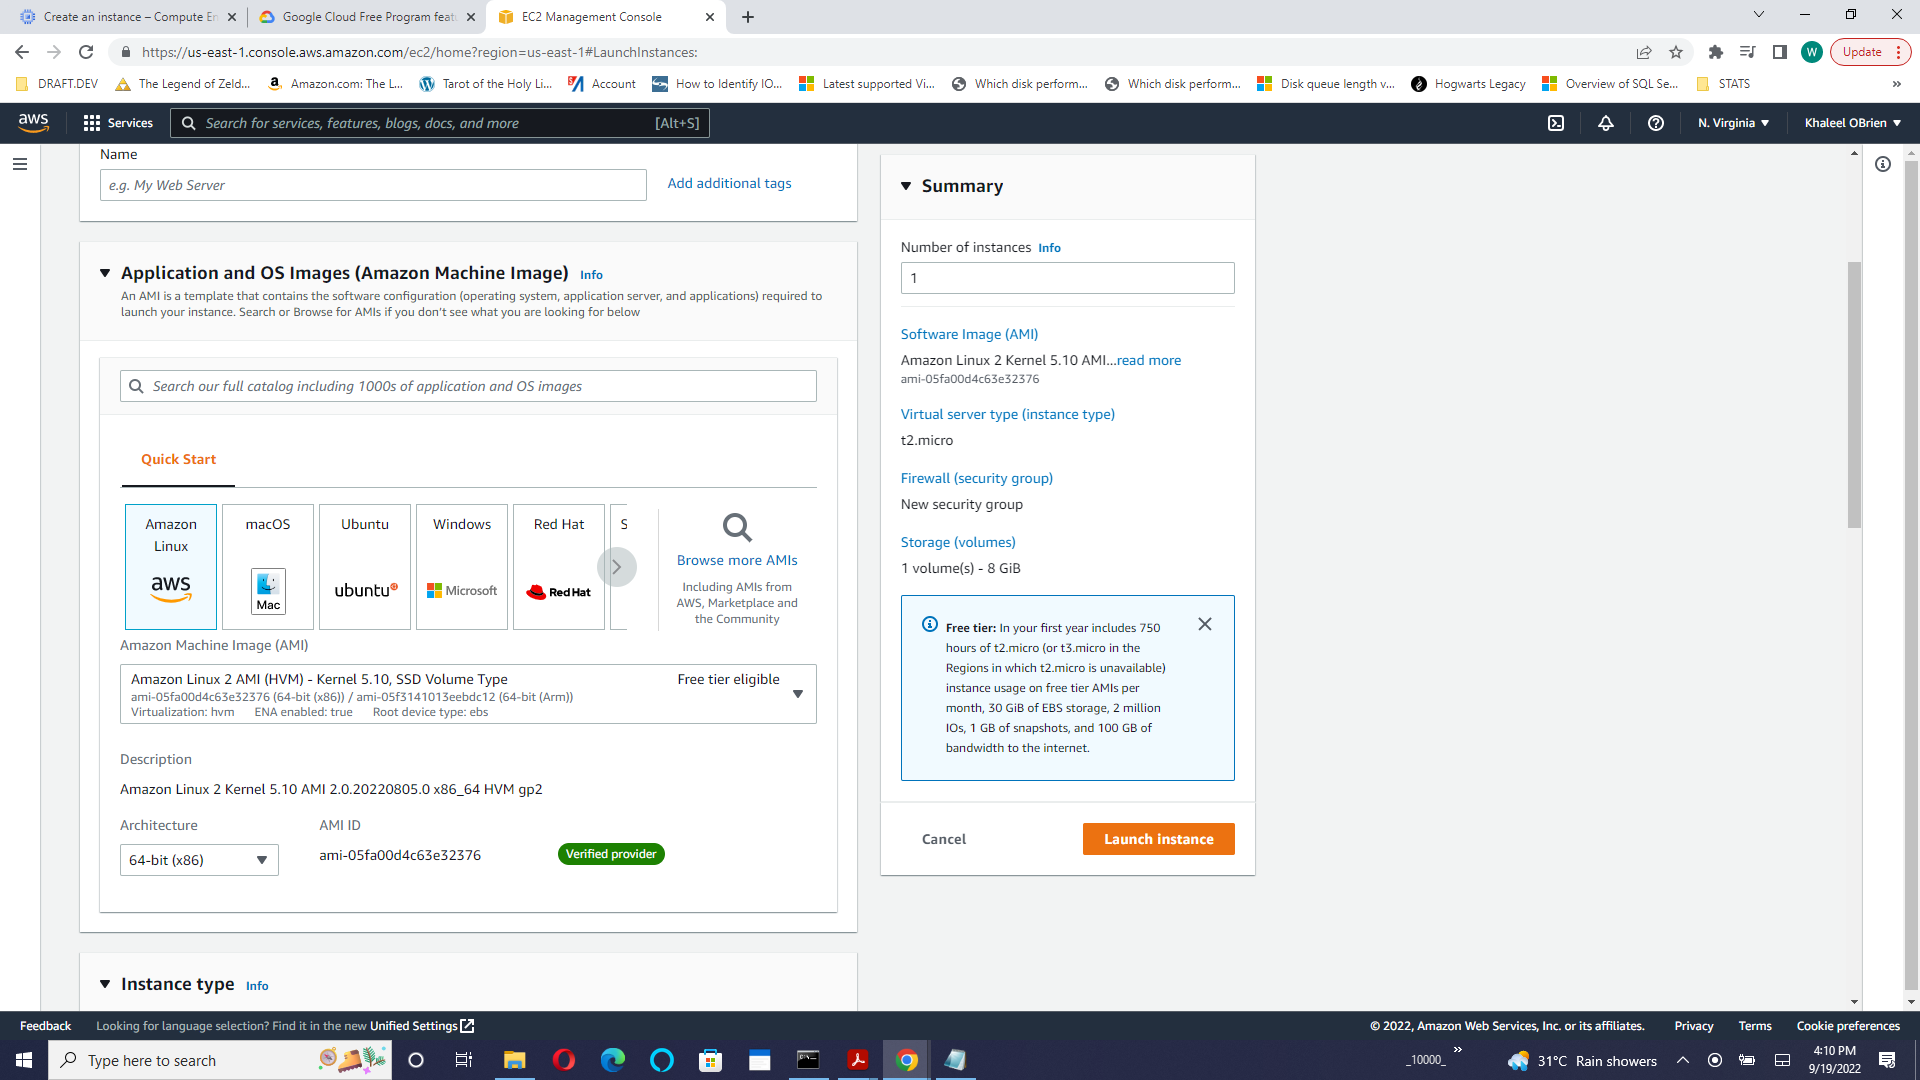 Create an instance – Compute En
Google Cloud Free Program featu
EC2 Management Console
https://us-east-1.console.aws.amazon.com/ec2/home?region=us-east-1#LaunchInstances:
W
Update
DRAFT.DEV
The Legend of Zeld...
Amazon.com: The L...
Tarot of the Holy Li...
Account
How to Identify IO...
Latest supported Vi...
Which disk perform...
Which disk perform...
Disk queue length v...
Hogwarts Legacy
Overview of SQL Se...
STATS
»
aws
Services
Search for services, features, blogs, docs, and more
[Alt+S]
N. Virginia
Khaleel OBrien
Name
e.g. My Web Server
Add additional tags
Application and OS Images (Amazon Machine Image) Info
An AMI is a template that contains the software configuration (operating system, application server, and applications) required to
launch your instance. Search or Browse for AMIs if you don't see what you are looking for below
Search our full catalog including 1000s of application and OS images
Quick Start
Amazon
Linux
aws
macOS
Mac
Ubuntu
ubuntu
Windows
Microsoft
Red Hat
Red Hat
S
Browse more AMIs
Including AMIs from
AWS, Marketplace and
the Community
Amazon Machine Image (AMI)
Amazon Linux 2 AMI (HVM) - Kernel 5.10, SSD Volume Type
Free tier eligible
ami-05fa00d4c63e32376 (64-bit (x86)) / ami-05f3141013eebdc12 (64-bit (Arm))
Virtualization: hvm ENA enabled: true Root device type: ebs
Description
Amazon Linux 2 Kernel 5.10 AMI 2.0.20220805.0 x86_64 HVM gp2
Architecture
AMI ID
64-bit (x86)
ami-05fa00d4c63e32376
Verified provider
Instance type Info
Summary
Number of instances Info
1
Software Image (AMI)
Amazon Linux 2 Kernel 5.10 AMI...read more
ami-05fa00d4c63e32376
Virtual server type (instance type)
t2.micro
Firewall (security group)
New security group
Storage (volumes)
1 volume(s) - 8 GiB
Free tier: In your first year includes 750
hours of t2.micro (or t3.micro in the
Regions in which t2.micro is unavailable)
instance usage on free tier AMIs per
month, 30 GiB of EBS storage, 2 million
IOs, 1 GB of snapshots, and 100 GB of
bandwidth to the internet.
Cancel
Launch instance
Feedback
Looking for language selection? Find it in the new Unified Settings
© 2022, Amazon Web Services, Inc. or its affiliates.
Privacy
Terms
Cookie preferences
Type here to search
_10000_
»
31°C Rain showers
4:10 PM
9/19/2022